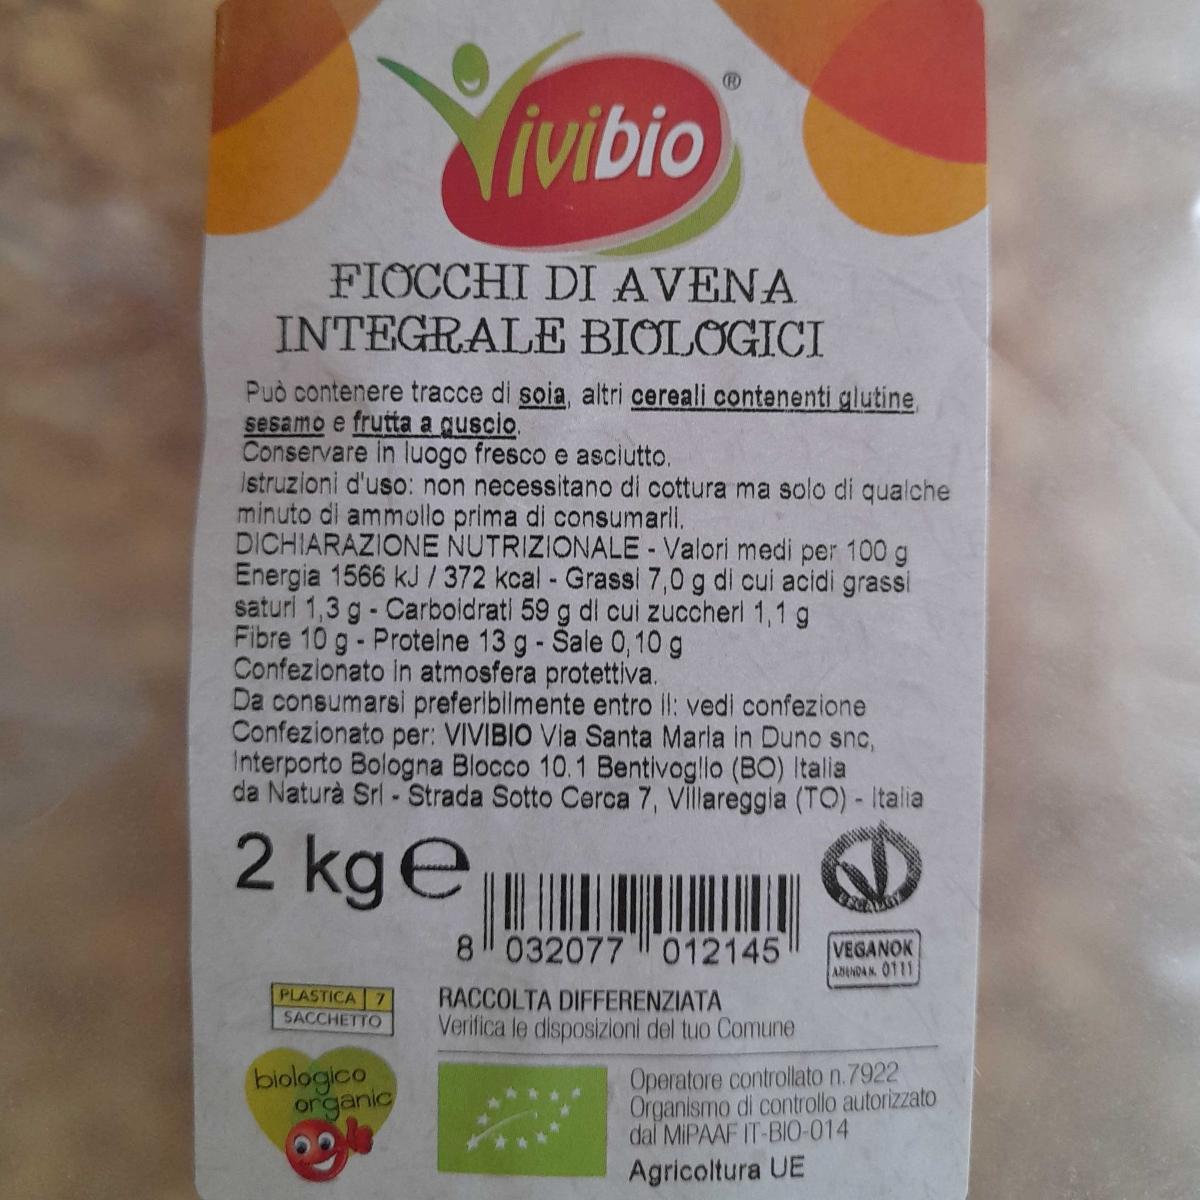 Vivibio®
FIOCCHI DI AVENA
INTEGRALE BIOLOGICI
Può contenere tracce di soia, altri cereali contenenti glutine,
sesamo e frutta a guscio.
Conservare in luogo fresco e asciutto.
Istruzioni d'uso: non necessitano di cottura ma solo di qualche
minuto di ammollo prima di consumarli.
DICHIARAZIONE NUTRIZIONALE - Valori medi per 100 g
Energia 1566 kJ / 372 kcal - Grassi 7,0 g di cui acidi grassi
saturi 1,3 g - Carboidrati 59 g di cui zuccheri 1,1 g
Fibre 10 g - Proteine 13 g - Sale 0,10 g
Confezionato in atmosfera protettiva.
Da consumarsi preferibilmente entro il: vedi confezione
Confezionato per: VIVIBIO Via Santa Maria in Duno snc,
Interporto Bologna Blocco 10.1 Bentivoglio (BO) Italia
da Naturà Srl - Strada Sotto Cerca 7, Villareggia (TO) - Italia
2 kg e
8 032077 012145
VEGANOK
AZIENDA N. 0111
PLASTICA 7
SACCHETTO
RACCOLTA DIFFERENZIATA
Verifica le disposizioni del tuo Comune
biologico
organic
Operatore controllato n.7922
Organismo di controllo autorizzato
dal MiPAAF IT-BIO-014
Agricoltura UE